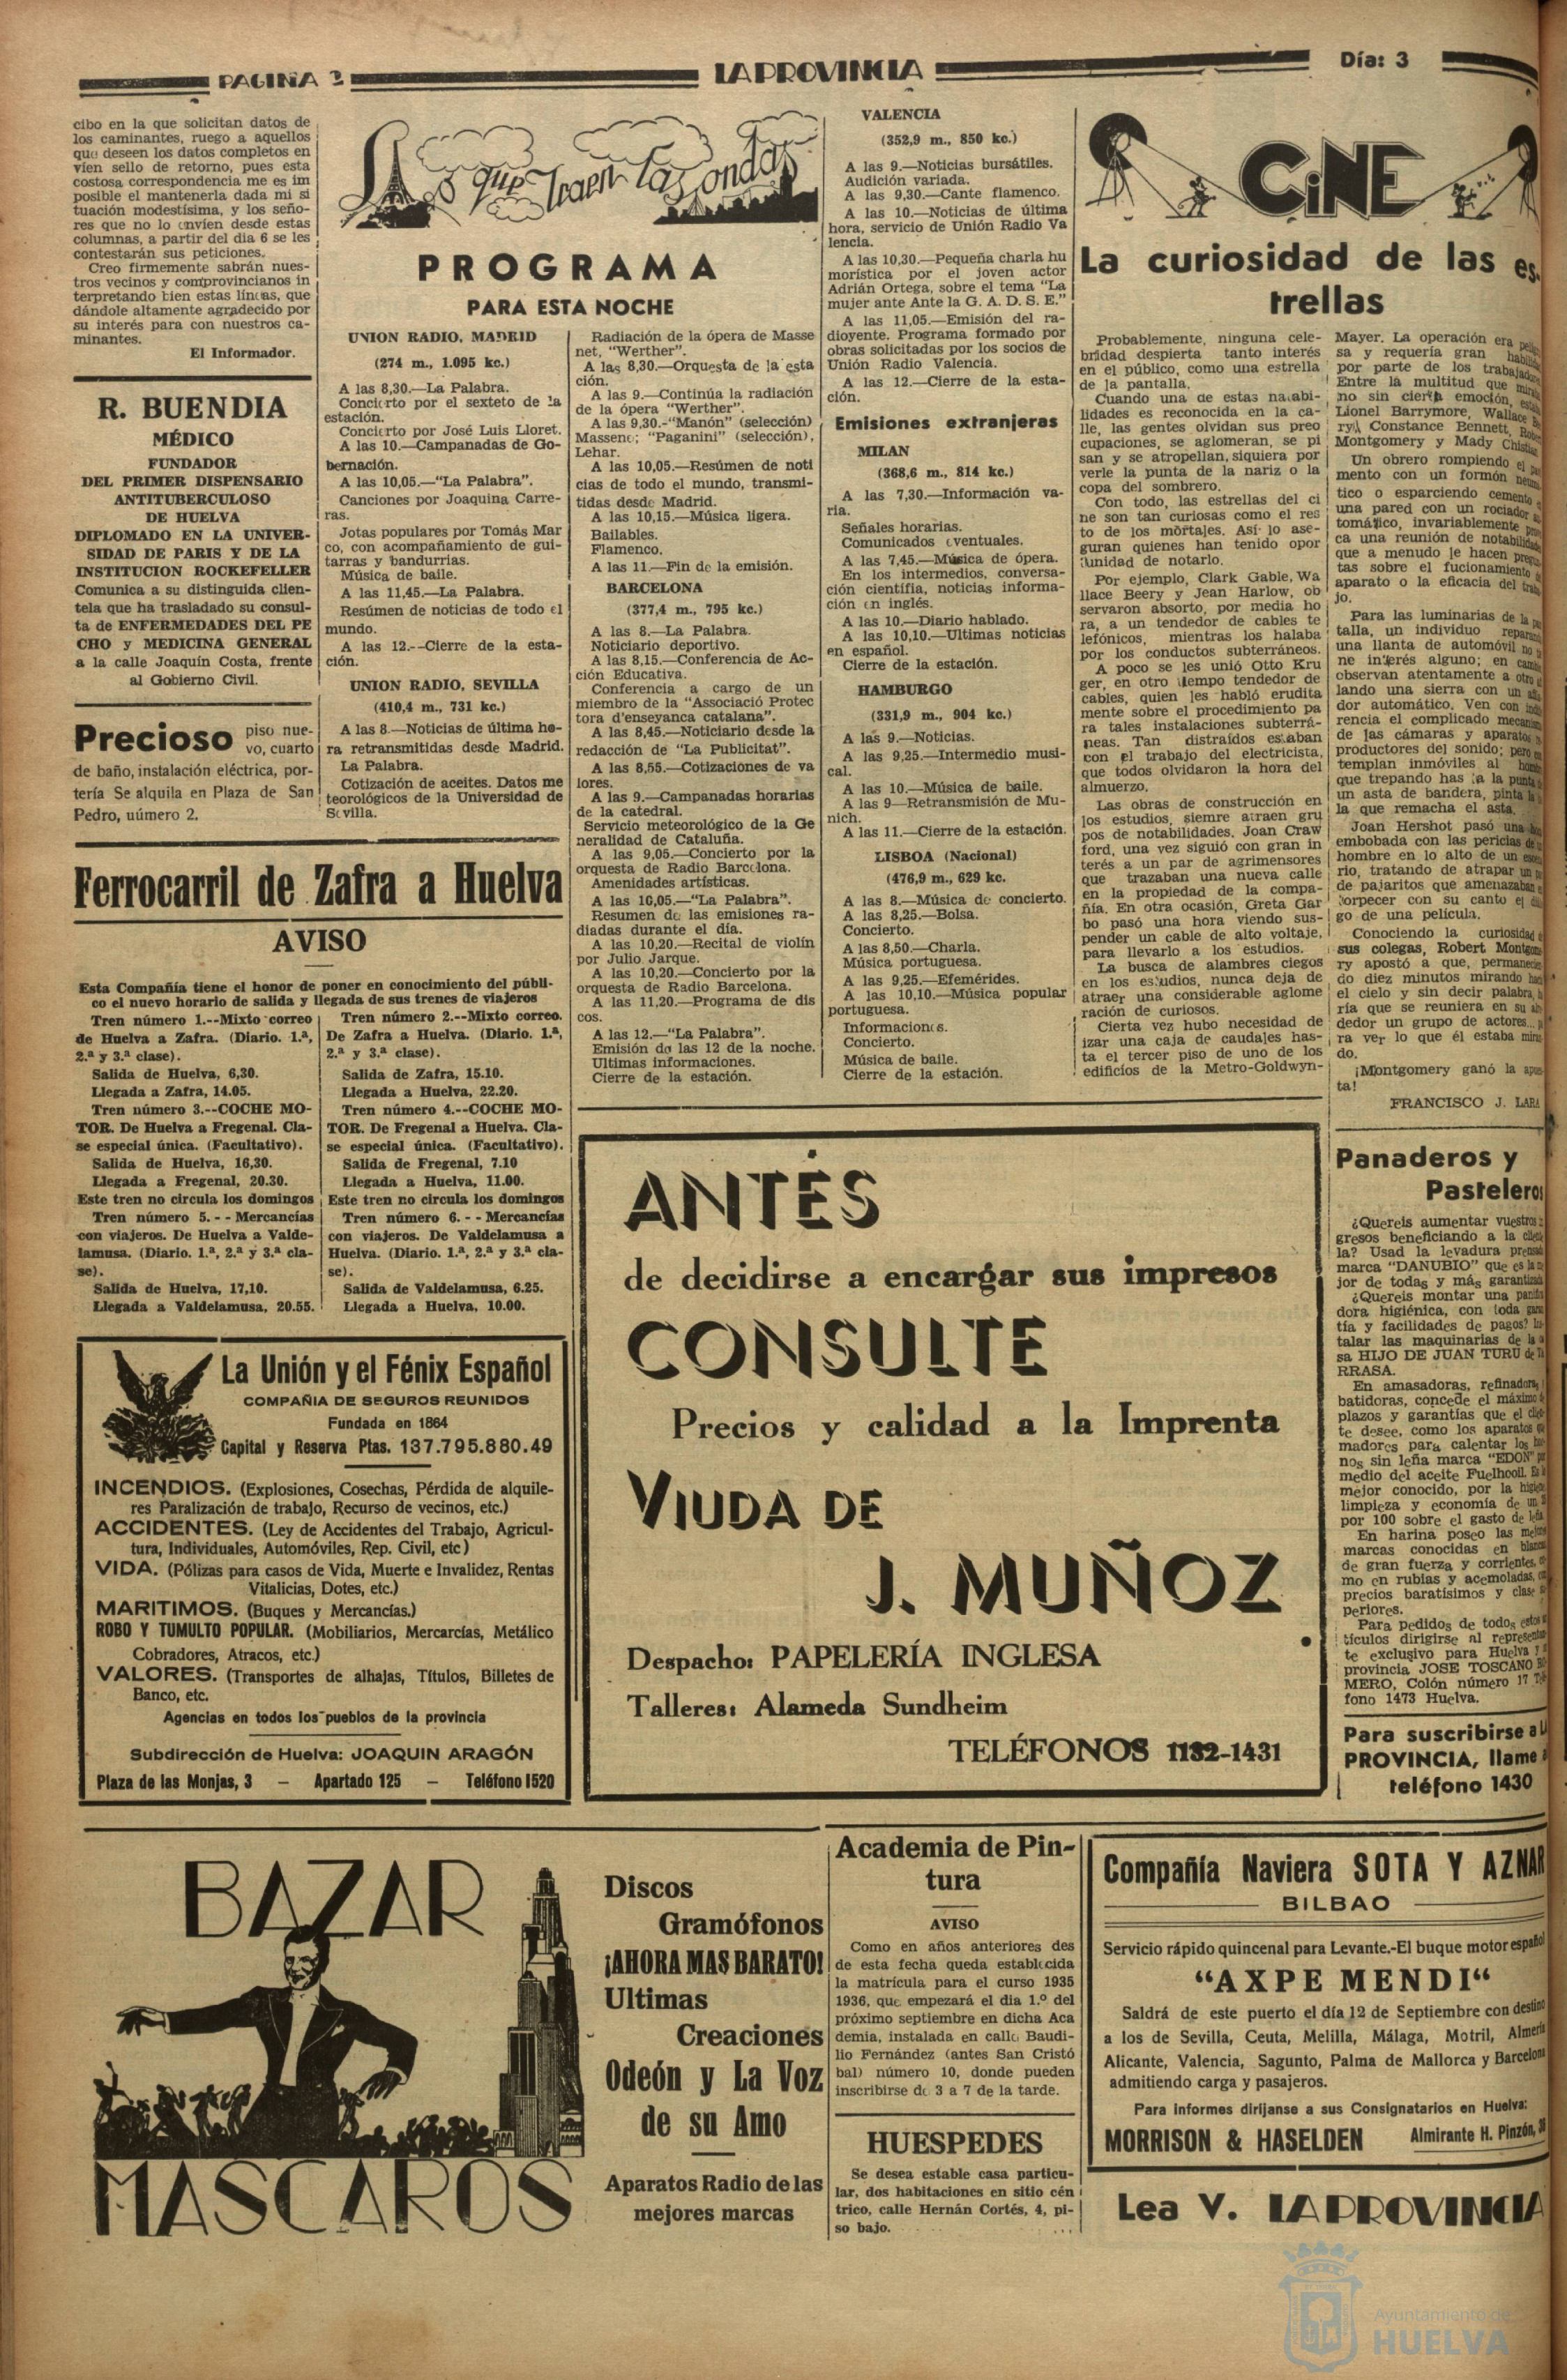 PAGINA
LA PROVINCIA
Día: 3
cibo en la que solicitan datos de
los caminantes, ruego a aquellos
que deseen los datos completos en
vien sello de retorno, pues esta
costosa correspondencia me es im
posible el mantenerla dada mi si
tuación modestísima, y los seño-
res que no lo envíen desde estas
columnas, a partir del dia 6 se les
contestarán sus peticiones.
Creo firmemente sabrán nues-
tros vecinos y comprovincianos in
terpretando bien estas líneas, que
dándole altamente agradecido por
su interés para con nuestros ca-
minantes.
El Informador.
R. BUENDIA
MÉDICO
FUNDADOR
DEL PRIMER DISPENSARIO
ANTITUBERCULOSO
DE HUELVA
DIPLOMADO EN LA UNIVER-
SIDAD DE PARIS Y DE LA
INSTITUCION ROCKEFELLER
Comunica a su distinguida clien-
tela que ha trasladado su consul-
ta de ENFERMEDADES DEL PE
CHO y MEDICINA GENERAL
a la calle Joaquín Costa, frente
al Gobierno Civil.
Precioso piso nue-
vo, cuarto
de baño, instalación eléctrica, por-
tería Se alquila en Plaza de San
Pedro, uúmero 2.
Lo que traen las ondas
PROGRAMA
PARA ESTA NOCHE
UNION RADIO, MADRID
(274 m., 1.095 kc.)
A las 8,30.—La Palabra.
Concierto por el sexteto de la
estación.
Concierto por José Luis Lloret.
A las 10.—Campanadas de Go-
bernación.
A las 10,05.—"La Palabra".
Canciones por Joaquina Carre-
ras.
Jotas populares por Tomás Mar
co, con acompañamiento de gui-
tarras y bandurrias.
Música de baile.
A las 11,45.—La Palabra.
Resúmen de noticias de todo el
mundo.
A las 12.--Cierre de la esta-
ción.
UNION RADIO, SEVILLA
(410,4 m., 731 kc.)
A las 8.—Noticias de última ho-
ra retransmitidas desde Madrid.
La Palabra.
Cotización de aceites. Datos me
teorológicos de la Universidad de
Sevilla.
Radiación de la ópera de Masse
net, "Werther".
A las 8,30.—Orquesta de la esta
ción.
A las 9.—Continúa la radiación
de la ópera "Werther".
A las 9,30.-"Manón" (selección)
Massene; "Paganini" (selección),
Lehar.
A las 10,05.—Resúmen de noti
cias de todo el mundo, transmi-
tidas desde Madrid.
A las 10,15.—Música ligera.
Bailables.
Flamenco.
A las 11.—Fin de la emisión.
BARCELONA
(377,4 m., 795 kc.)
A las 8.—La Palabra.
Noticiario deportivo.
A las 8,15.—Conferencia de Ac-
ción Educativa.
Conferencia a cargo de un
miembro de la "Associació Protec
tora d'enseyanca catalana".
A las 8,45.—Noticiario desde la
redacción de "La Publicitat".
A las 8,55.—Cotizaciones de va
lores.
A las 9.—Campanadas horarias
de la catedral.
Servicio meteorológico de la Ge
neralidad de Cataluña.
A las 9,05.—Concierto por la
orquesta de Radio Barcelona.
Amenidades artísticas.
A las 10,05.—"La Palabra".
Resumen de las emisiones ra-
diadas durante el día.
A las 10,20.—Recital de violín
por Julio Jarque.
A las 10,20.—Concierto por la
orquesta de Radio Barcelona.
A las 11,20.—Programa de dis
cos.
A las 12.—"La Palabra".
Emisión de las 12 de la noche.
Ultimas informaciones.
Cierre de la estación.
VALENCIA
(352,9 m., 850 kc.)
A las 9.—Noticias bursátiles.
Audición variada.
A las 9,30.—Cante flamenco.
A las 10.—Noticias de última
hora, servicio de Unión Radio Va
lencia.
A las 10,30.—Pequeña charla hu
morística por el joven actor
Adrián Ortega, sobre el tema "La
mujer ante Ante la G. A. D. S. E."
A las 11,05.—Emisión del ra-
dioyente. Programa formado por
obras solicitadas por los socios de
Unión Radio Valencia.
A las 12.—Cierre de la esta-
ción.
Emisiones extranjeras
MILAN
(368,6 m., 814 kc.)
A las 7,30.—Información va-
ria.
Señales horarias.
Comunicados eventuales.
A las 7,45.—Música de ópera.
En los intermedios, conversa-
ción cientifia, noticias informa-
ción en inglés.
A las 10.—Diario hablado.
A las 10,10.—Ultimas noticias
en español.
Cierre de la estación.
HAMBURGO
(331,9 m., 904 kc.)
A las 9.—Noticias.
A las 9,25.—Intermedio musi-
cal.
A las 10.—Música de baile.
A las 9—Retransmisión de Mu-
nich.
A las 11.—Cierre de la estación.
LISBOA (Nacional)
(476,9 m., 629 kc.
A las 8.—Música de concierto.
A las 8,25.—Bolsa.
Concierto.
A las 8,50.—Charla.
Música portuguesa.
A las 9,25.—Efemérides.
A las 10,10.—Música popular
portuguesa.
Informaciones.
Concierto.
Música de baile.
Cierre de la estación.
CiNE
La curiosidad de las es-
trellas
Probablemente, ninguna cele-
bridad despierta tanto interés
en el público, como una estrella
de la pantalla.
Cuando una de estas notabi-
lidades es reconocida en la ca-
lle, las gentes olvidan sus preo
cupaciones, se aglomeran, se pi
san y se atropellan, siquiera por
verle la punta de la nariz o la
copa del sombrero.
Con todo, las estrellas del ci
ne son tan curiosas como el res
to de los mortales. Así lo ase-
guran quienes han tenido opor
tunidad de notarlo.
Por ejemplo, Clark Gable, Wa
llace Beery y Jean Harlow, ob
servaron absorto, por media ho
ra, a un tendedor de cables te
lefónicos, mientras los halaba
por los conductos subterráneos.
A poco se les unió Otto Kru
ger, en otro tiempo tendedor de
cables, quien les habló erudita
mente sobre el procedimiento pa
ra tales instalaciones subterrá-
neas. Tan distraídos estaban
con el trabajo del electricista,
que todos olvidaron la hora del
almuerzo.
Las obras de construcción en
los estudios, siemre atraen gru
pos de notabilidades. Joan Craw
ford, una vez siguió con gran in
terés a un par de agrimensores
que trazaban una nueva calle
en la propiedad de la compa-
ñía. En otra ocasión, Greta Gar
bo pasó una hora viendo sus-
pender un cable de alto voltaje,
para llevarlo a los estudios.
La busca de alambres ciegos
en los estudios, nunca deja de
atraer una considerable aglome
ración de curiosos.
Cierta vez hubo necesidad de
izar una caja de caudales has-
ta el tercer piso de uno de los
edificios de la Metro-Goldwyn-
Mayer. La operación era
sa y requería gran
por parte de los
Entre la multitud que
no sin cierta emoción,
Lionel Barrymore, Wallace
ry, Constance Bennett,
Montgomery y Mady
Un obrero rompiendo el
mento con un formón
tico o esparciendo cemento
una pared con un rociador
tomático, invariablemente
ca una reunión de
que a menudo le hacen
tas sobre el fucionamiento
aparato o la eficacia del
jo.
Para las luminarias de la
talla, un individuo
una llanta de automóvil no
ne interés alguno; en
observan atentamente a otro
lando una sierra con un
dor automático. Ven con
rencia el complicado
de las cámaras y aparatos
productores del sonido; pero
templan inmóviles al
que trepando hasta la punta
un asta de bandera, pinta
la que remacha el asta.
Joan Hershot pasó una
embobada con las pericias
hombre en lo alto de un
rio, tratando de atrapar un
de pajaritos que amenazaban
torpecer con su canto el
go de una película.
Conociendo la curiosidad
sus colegas, Robert
ry apostó a que,
do diez minutos mirando
el cielo y sin decir palabra,
ría que se reuniera en su
dedor un grupo de actores...
ra ver lo que él estaba
do.
¡Montgomery ganó la
ta!
FRANCISCO J. LARA
Ferrocarril de Zafra a Huelva
AVISO
Esta Compañía tiene el honor de poner en conocimiento del públi-
co el nuevo horario de salida y llegada de sus trenes de viajeros
Tren número 1.--Mixto correo
de Huelva a Zafra. (Diario. 1.ª,
2.ª y 3.ª clase).
Salida de Huelva, 6,30.
Llegada a Zafra, 14.05.
Tren número 3.--COCHE MO-
TOR. De Huelva a Fregenal. Cla-
se especial única. (Facultativo).
Salida de Huelva, 16,30.
Llegada a Fregenal, 20.30.
Este tren no circula los domingos
Tren número 5. - - Mercancías
con viajeros. De Huelva a Valde-
lamusa. (Diario. 1.ª, 2.ª y 3.ª cla-
se).
Salida de Huelva, 17,10.
Llegada a Valdelamusa, 20.55.
Tren número 2.--Mixto correo.
De Zafra a Huelva. (Diario. 1.ª,
2.ª y 3.ª clase).
Salida de Zafra, 15.10.
Llegada a Huelva, 22.20.
Tren número 4.--COCHE MO-
TOR. De Fregenal a Huelva. Cla-
se especial única. (Facultativo).
Salida de Fregenal, 7.10
Llegada a Huelva, 11.00.
Este tren no circula los domingos
Tren número 6. - - Mercancías
con viajeros. De Valdelamusa a
Huelva. (Diario. 1.ª, 2.ª y 3.ª cla-
se).
Salida de Valdelamusa, 6.25.
Llegada a Huelva, 10.00.
La Unión y el Fénix Español
COMPAÑIA DE SEGUROS REUNIDOS
Fundada en 1864
Capital y Reserva Ptas. 137.795.880.49
INCENDIOS. (Explosiones, Cosechas, Pérdida de alquile-
res Paralización de trabajo, Recurso de vecinos, etc.)
ACCIDENTES. (Ley de Accidentes del Trabajo, Agricul-
tura, Individuales, Automóviles, Rep. Civil, etc)
VIDA. (Pólizas para casos de Vida, Muerte e Invalidez, Rentas
Vitalicias, Dotes, etc.)
MARITIMOS. (Buques y Mercancías.)
ROBO Y TUMULTO POPULAR. (Mobiliarios, Mercarcías, Metálico
Cobradores, Atracos, etc.)
VALORES. (Transportes de alhajas, Títulos, Billetes de
Banco, etc.
Agencias en todos los pueblos de la provincia
Subdirección de Huelva: JOAQUIN ARAGÓN
Plaza de las Monjas, 3 — Apartado 125 — Teléfono 1520
ANTES
de decidirse a encargar sus impresos
CONSULTE
Precios y calidad a la Imprenta
VIUDA DE
J. MUÑOZ
Despacho: PAPELERÍA INGLESA
Talleres: Alameda Sundheim
TELÉFONOS 1182-1431
Panaderos y
Pasteleros
¿Quereis aumentar vuestros
gresos beneficiando a la
la? Usad la levadura
marca "DANUBIO" que es la
jor de todas y más
¿Quereis montar una
dora higiénica, con toda
tía y facilidades de pagos?
talar las maquinarias de la
sa HIJO DE JUAN TURU de
RRASA.
En amasadoras, refinadoras,
batidoras, concede el máximo
plazos y garantías que el
te desee, como los aparatos
madores para calentar los
nos sin leña marca "EDON"
medio del aceite Fuelhooil.
mejor conocido, por la
limpieza y economía de un
por 100 sobre el gasto de leña
En harina poseo las
marcas conocidas en
de gran fuerza y corrientes,
mo en rubias y acemoladas,
precios baratísimos y clase
periores.
Para pedidos de todos estos
tículos dirigirse al
te exclusivo para Huelva y
provincia JOSE TOSCANO
MERO, Colón número 17
fono 1473 Huelva.
Para suscribirse a
PROVINCIA, llame
teléfono 1430
BAZAR
MASCAROS
Discos
Gramófonos
¡AHORA MAS BARATO!
Ultimas
Creaciones
Odeón y La Voz
de su Amo
Aparatos Radio de las
mejores marcas
Academia de Pin-
tura
AVISO
Como en años anteriores des
de esta fecha queda establecida
la matrícula para el curso 1935
1936, que empezará el dia 1.º del
próximo septiembre en dicha Aca
demia, instalada en calle Baudi-
lio Fernández (antes San Cristó
bal) número 10, donde pueden
inscribirse de 3 a 7 de la tarde.
HUESPEDES
Se desea estable casa particu-
lar, dos habitaciones en sitio cén
trico, calle Hernán Cortés, 4, pi-
so bajo.
Compañía Naviera SOTA Y AZNAR
BILBAO
Servicio rápido quincenal para Levante.-El buque motor español
“AXPE MENDI“
Saldrá de este puerto el día 12 de Septiembre con destino
a los de Sevilla, Ceuta, Melilla, Málaga, Motril, Almería
Alicante, Valencia, Sagunto, Palma de Mallorca y Barcelona
admitiendo carga y pasajeros.
Para informes dirijanse a sus Consignatarios en Huelva:
MORRISON & HASELDEN Almirante H. Pinzón,
Lea V. LA PROVINCIA
Ayuntamiento de
HUELVA